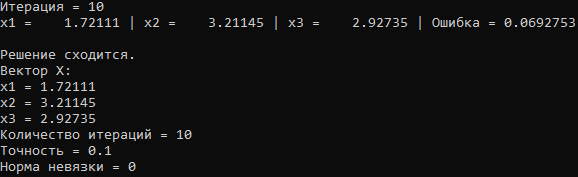 Итерация = 10
x1 =    1.72111 | x2 =    3.21145 | x3 =    2.92735 | Ошибка = 0.0692753
Решение сходится.
Вектор X:
x1 = 1.72111
x2 = 3.21145
x3 = 2.92735
Количество итераций = 10
Точность = 0.1
Норма невязки = 0